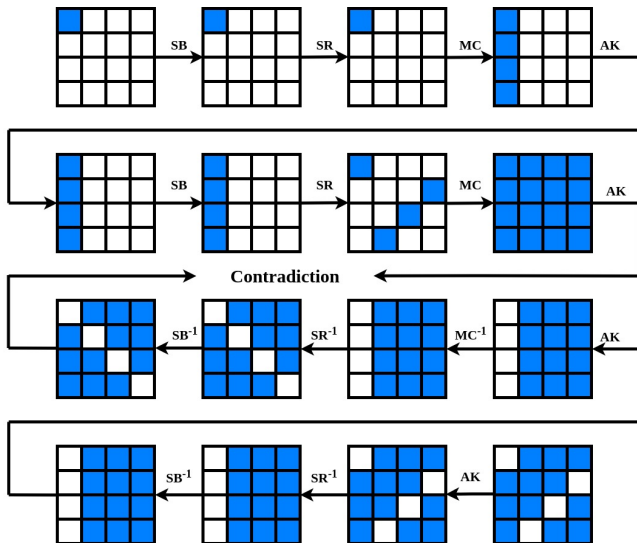 SB SR MC AK
SB SR MC AK
Contradiction
SB-1 SR-1 MC-1 AK
SB-1 SR-1 AK